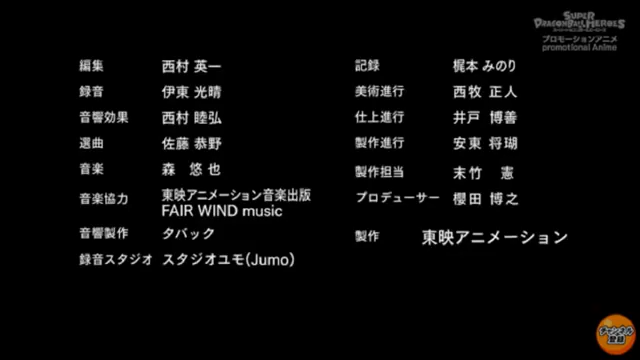 SUPER
DRAGONBALL HEROES
プロモーションアニメ
promotional Anime
編集 西村 英一
録音 伊東 光晴
音響効果 西村 睦弘
選曲 佐藤 恭野
音楽 森 悠也
音楽協力 東映アニメーション音楽出版
FAIR WIND music
音響製作 タバック
録音スタジオ スタジオユモ(Jumo)
記録 梶本 みのり
美術進行 西牧 正人
仕上進行 井戸 博善
製作進行 安東 将瑚
製作担当 末竹 憲
プロデューサー 櫻田 博之
製作 東映アニメーション
チャンネル
登録